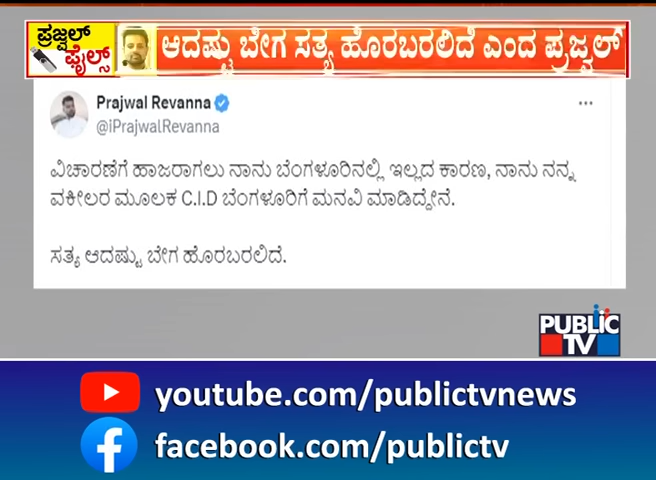 ಪ್ರಜ್ವಲ್
ಫೈಲ್ಸ್
ಆದಷ್ಟು ಬೇಗ ಸತ್ಯ ಹೊರಬರಲಿದೆ ಎಂದ ಪ್ರಜ್ವಲ್
Prajwal Revanna
@iPrajwalRevanna
ವಿಚಾರಣೆಗೆ ಹಾಜರಾಗಲು ನಾನು ಬೆಂಗಳೂರಿನಲ್ಲಿ ಇಲ್ಲದ ಕಾರಣ, ನಾನು ನನ್ನ
ವಕೀಲರ ಮೂಲಕ C.I.D ಬೆಂಗಳೂರಿಗೆ ಮನವಿ ಮಾಡಿದ್ದೇನೆ.
ಸತ್ಯ ಆದಷ್ಟು ಬೇಗ ಹೊರಬರಲಿದೆ.
PUBLIC
TV
youtube.com/publictvnews
facebook.com/publictv